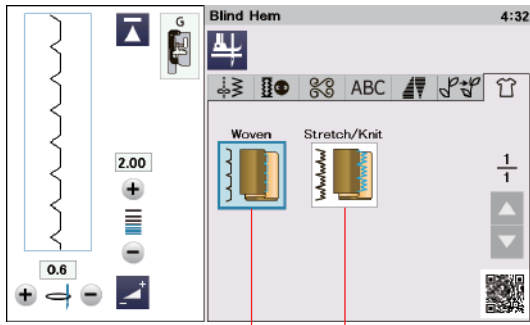 G
2.00
0.6
Blind Hem
4:32
ABC
Woven
Stretch/Knit
1
1